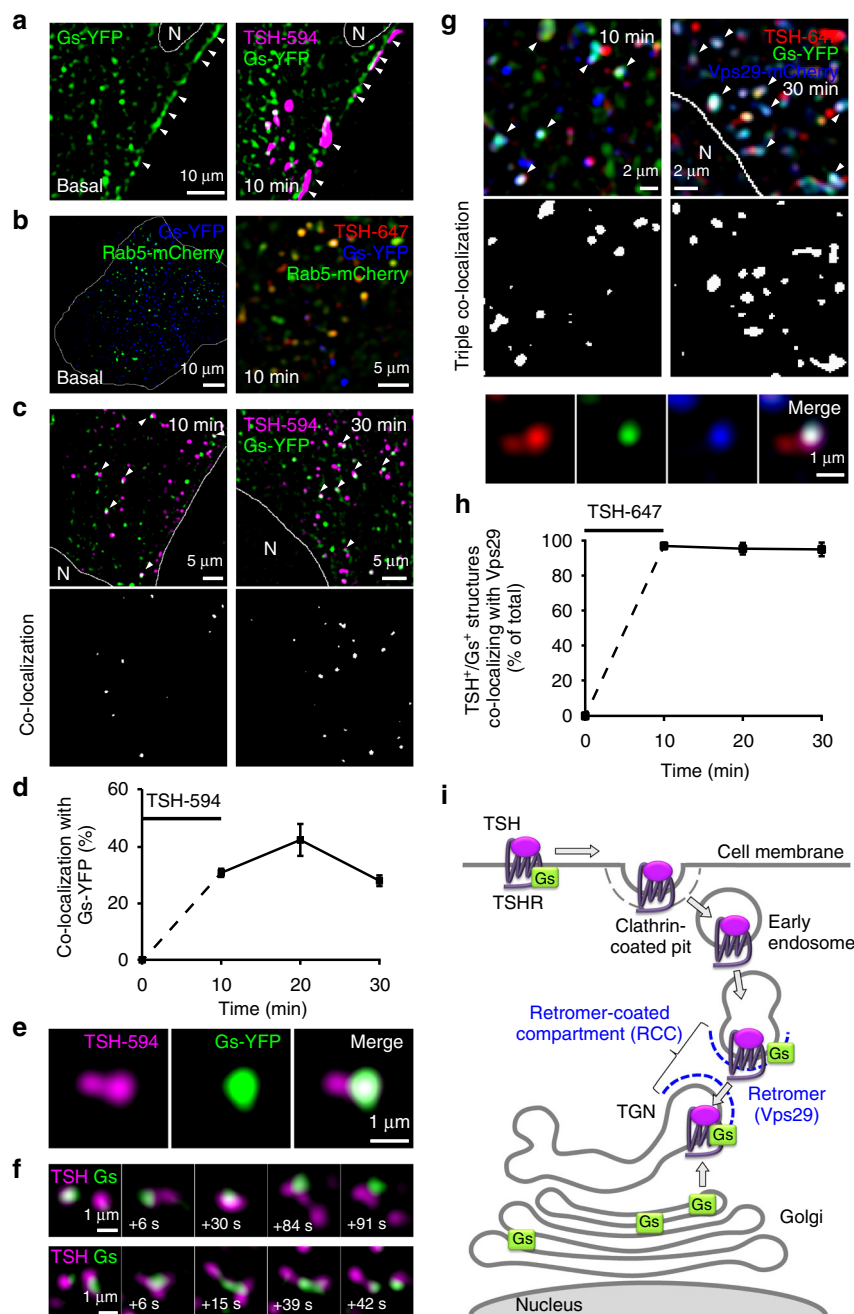 a
Gs-YFP
N
Basal
10 μm
TSH-594
Gs-YFP
N
10 min
b
Gs-YFP
Rab5-mCherry
Basal
10 μm
TSH-647
Gs-YFP
Rab5-mCherry
10 min
5 μm
c
10 min
N
5 μm
TSH-594
Gs-YFP
30 min
N
5 μm
Co-localization
d
TSH-594
Co-localization with
Gs-YFP (%)
60
40
20
0
0
10
20
30
Time (min)
e
TSH-594
Gs-YFP
Merge
1 μm
f
TSH Gs
1 μm
+6 s
+30 s
+84 s
+91 s
TSH Gs
1 μm
+6 s
+15 s
+39 s
+42 s
g
10 min
2 μm
TSH-647
Gs-YFP
Vps29-mCherry
30 min
N
2 μm
Triple co-localization
Merge
1 μm
h
TSH-647
TSH+/Gs+ structures
co-localizing with Vps29
(% of total)
100
80
60
40
20
0
0
10
20
30
Time (min)
i
TSH
Cell membrane
Gs
TSHR
Clathrin-
coated pit
Early
endosome
Retromer-coated
compartment (RCC)
Gs
Retromer
(Vps29)
TGN
Gs
Gs
Gs
Gs
Golgi
Nucleus